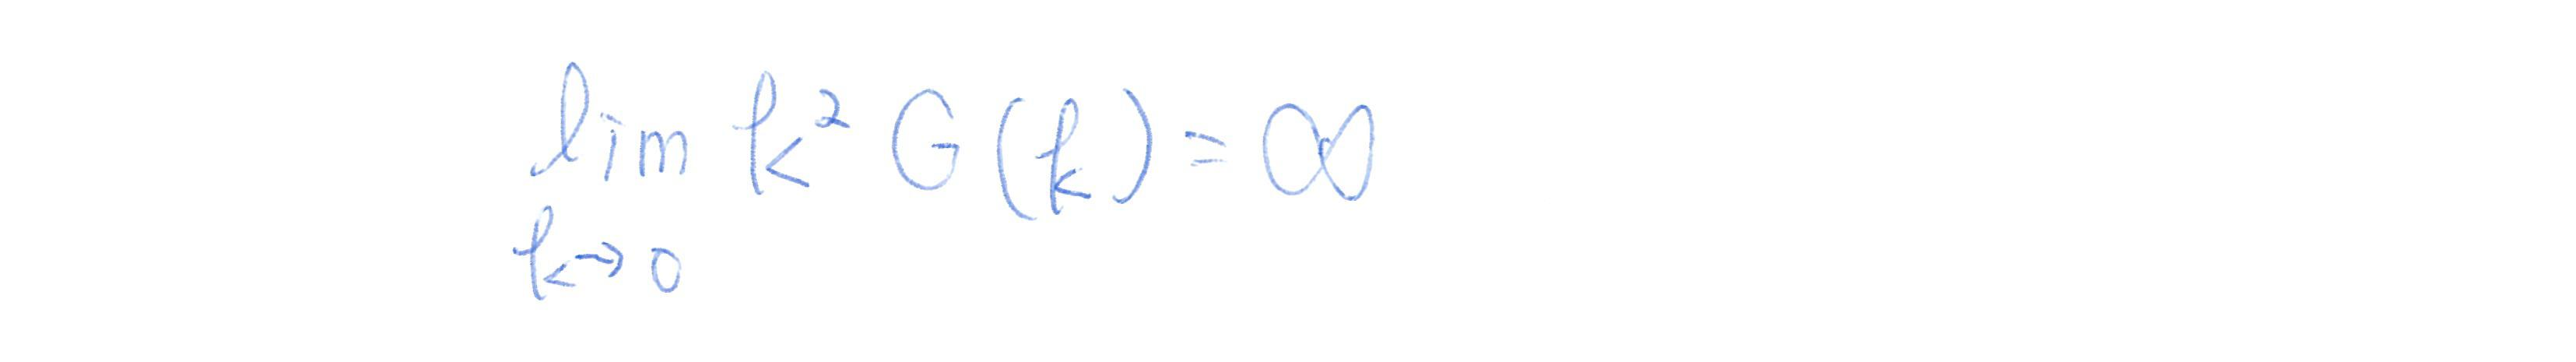 lim k² G(k) = ∞
k→0